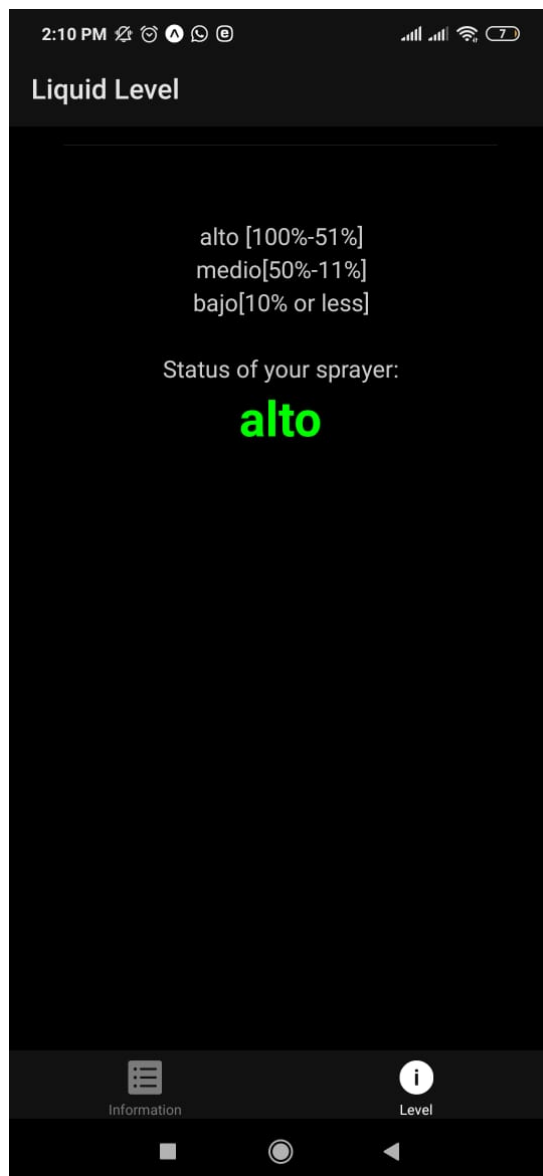 2:10 PM
7
Liquid Level
alto [100%-51%]
medio[50%-11%]
bajo[10% or less]
Status of your sprayer:
alto
Information
Level